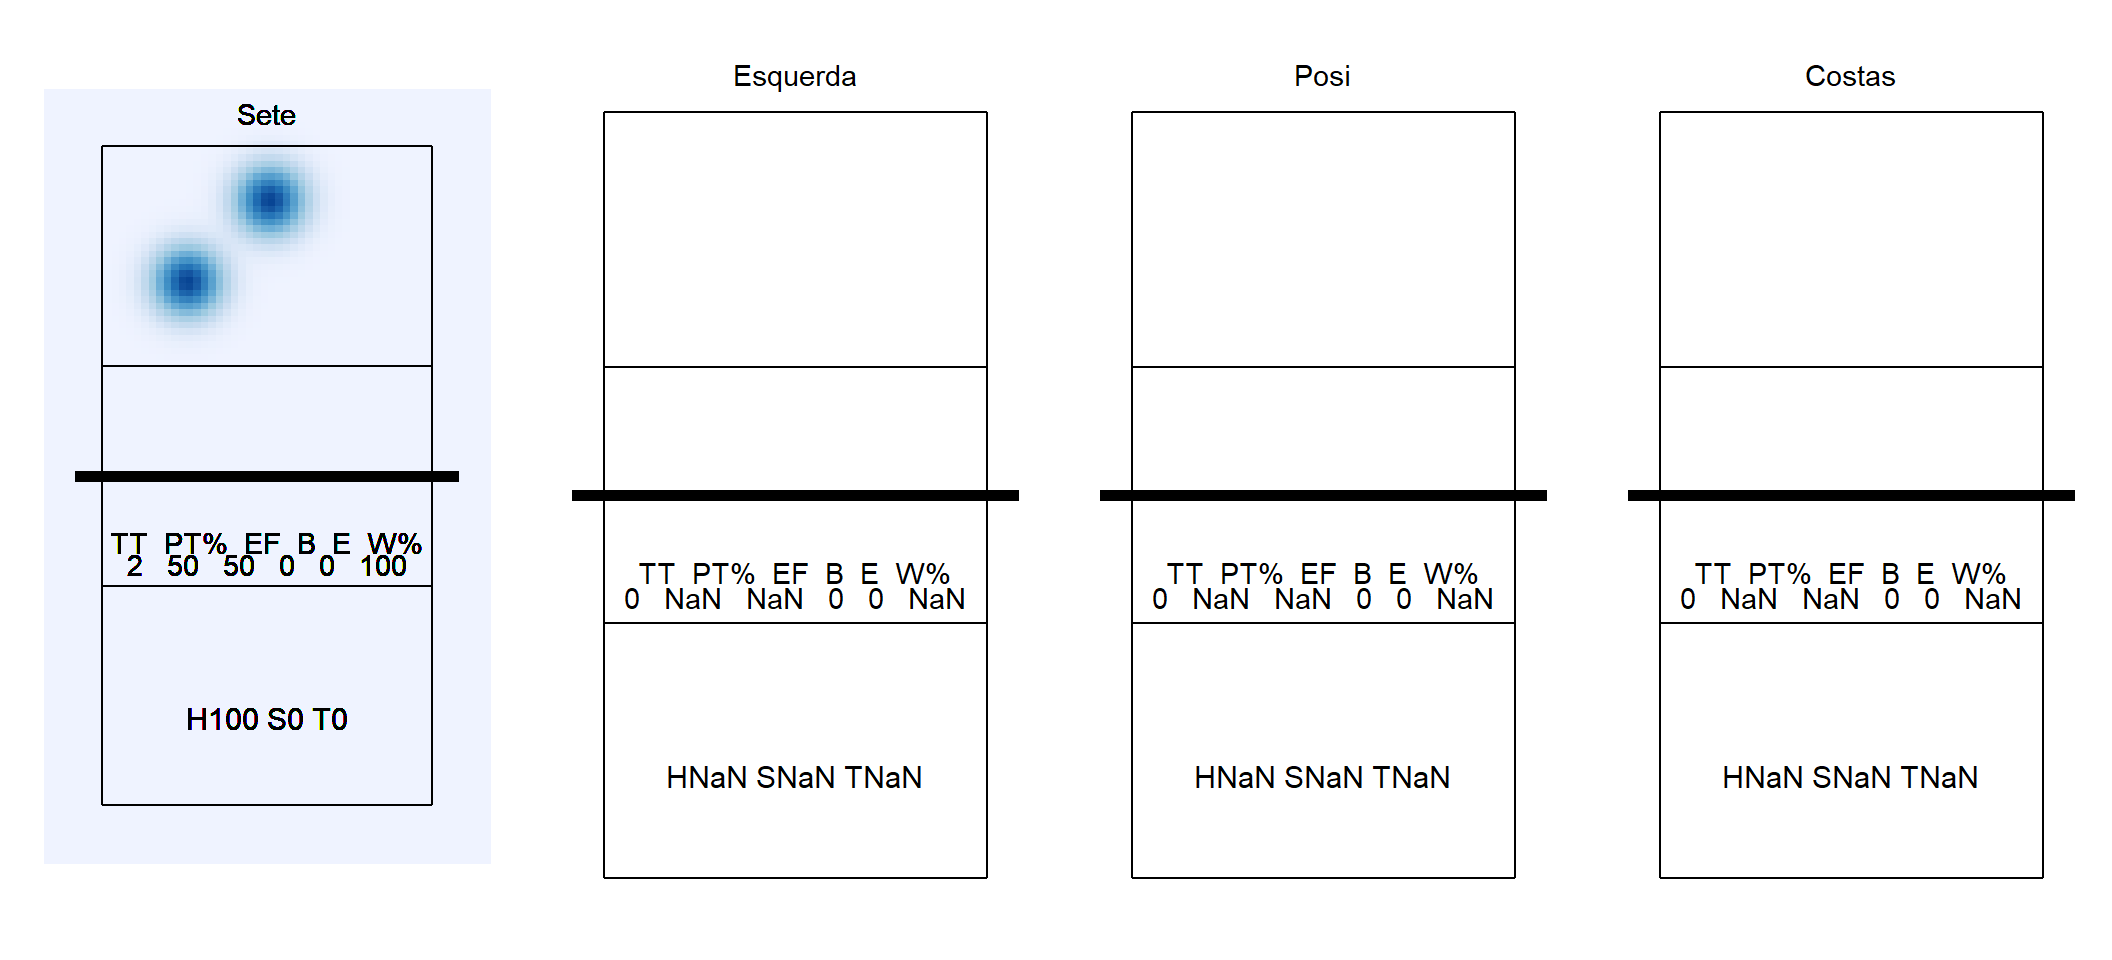 Sete
TT PT% EF B E W%
2 50 50 0 0 100
H100 S0 T0
Esquerda
TT PT% EF B E W%
0 NaN NaN 0 0 NaN
HNaN SNaN TNaN
Posi
TT PT% EF B E W%
0 NaN NaN 0 0 NaN
HNaN SNaN TNaN
Costas
TT PT% EF B E W%
0 NaN NaN 0 0 NaN
HNaN SNaN TNaN